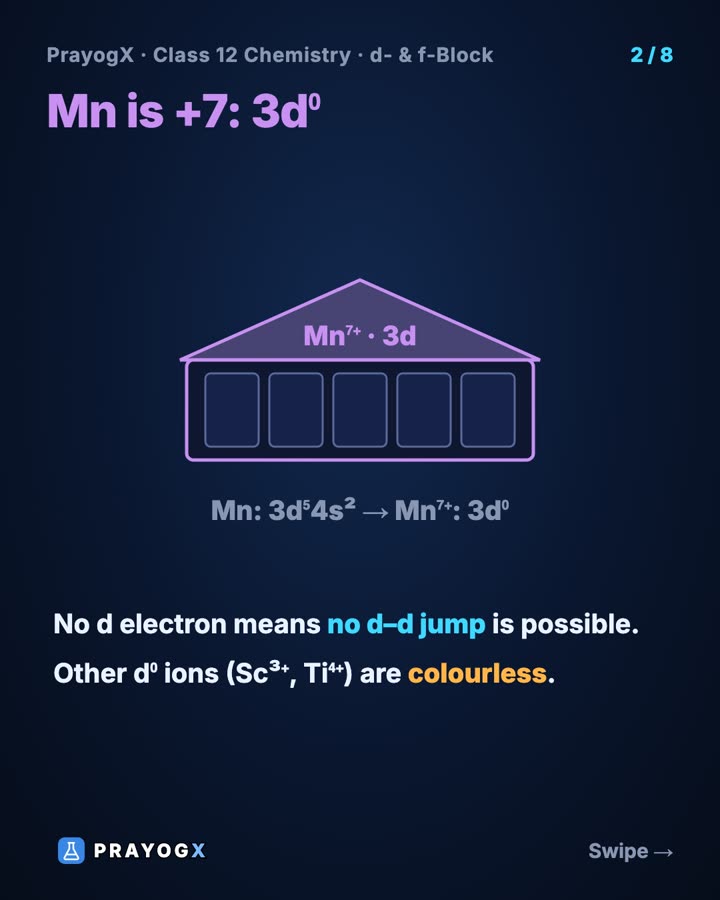 PrayogX · Class 12 Chemistry · d- & f-Block
2 / 8
Mn is +7: 3d⁰
Mn⁷⁺ · 3d
Mn: 3d⁵4s² → Mn⁷⁺: 3d⁰
No d electron means no d–d jump is possible.
Other d⁰ ions (Sc³⁺, Ti⁴⁺) are colourless.
PRAYOGX
Swipe →